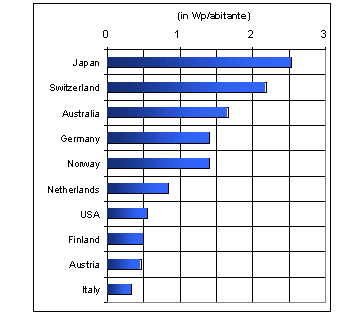 (in Wp/abitante)
0 1 2 3
Japan
Switzerland
Australia
Germany
Norway
Netherlands
USA
Finland
Austria
Italy